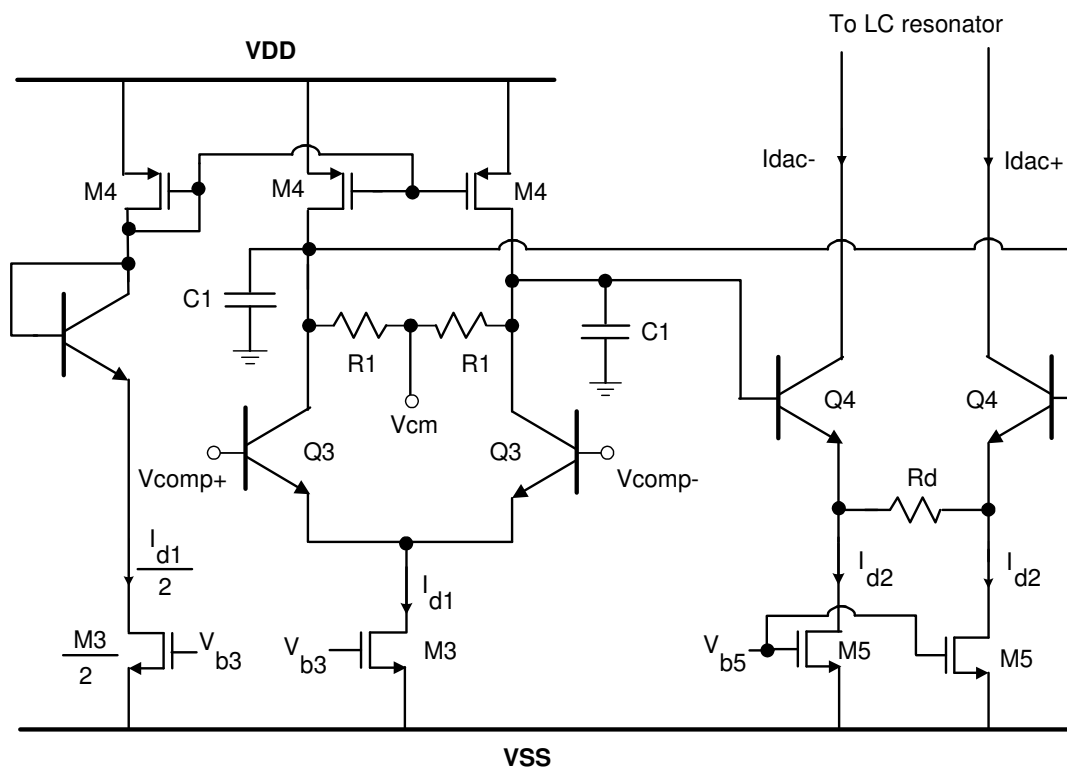 To LC resonator
VDD
Idac-
Idac+
M4
M4
M4
C1
R1
R1
C1
Vcm
Q3
Q3
Q4
Q4
Vcomp+
Vcomp-
Rd
I
d1
2
I
d1
I
d2
I
d2
M3
2
V
b3
V
b3
M3
V
b5
M5
M5
VSS